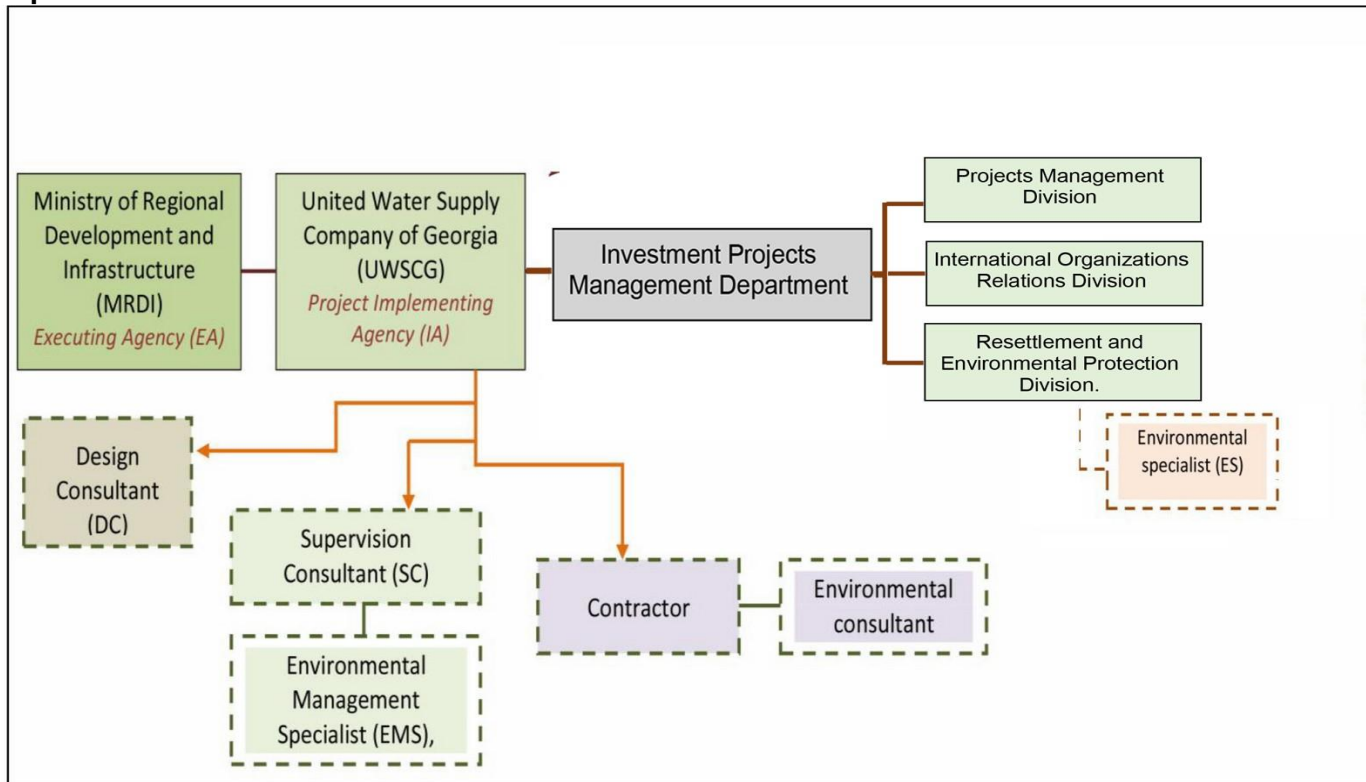 Ministry of Regional
Development and
Infrastructure
(MRDI)
Executing Agency (EA)
United Water Supply
Company of Georgia
(UWSCG)
Project Implementing
Agency (IA)
Investment Projects
Management Department
Projects Management
Division
International Organizations
Relations Division
Resettlement and
Environmental Protection
Division.
Environmental
specialist (ES)
Design
Consultant
(DC)
Supervision
Consultant (SC)
Environmental
Management
Specialist (EMS),
Contractor
Environmental
consultant